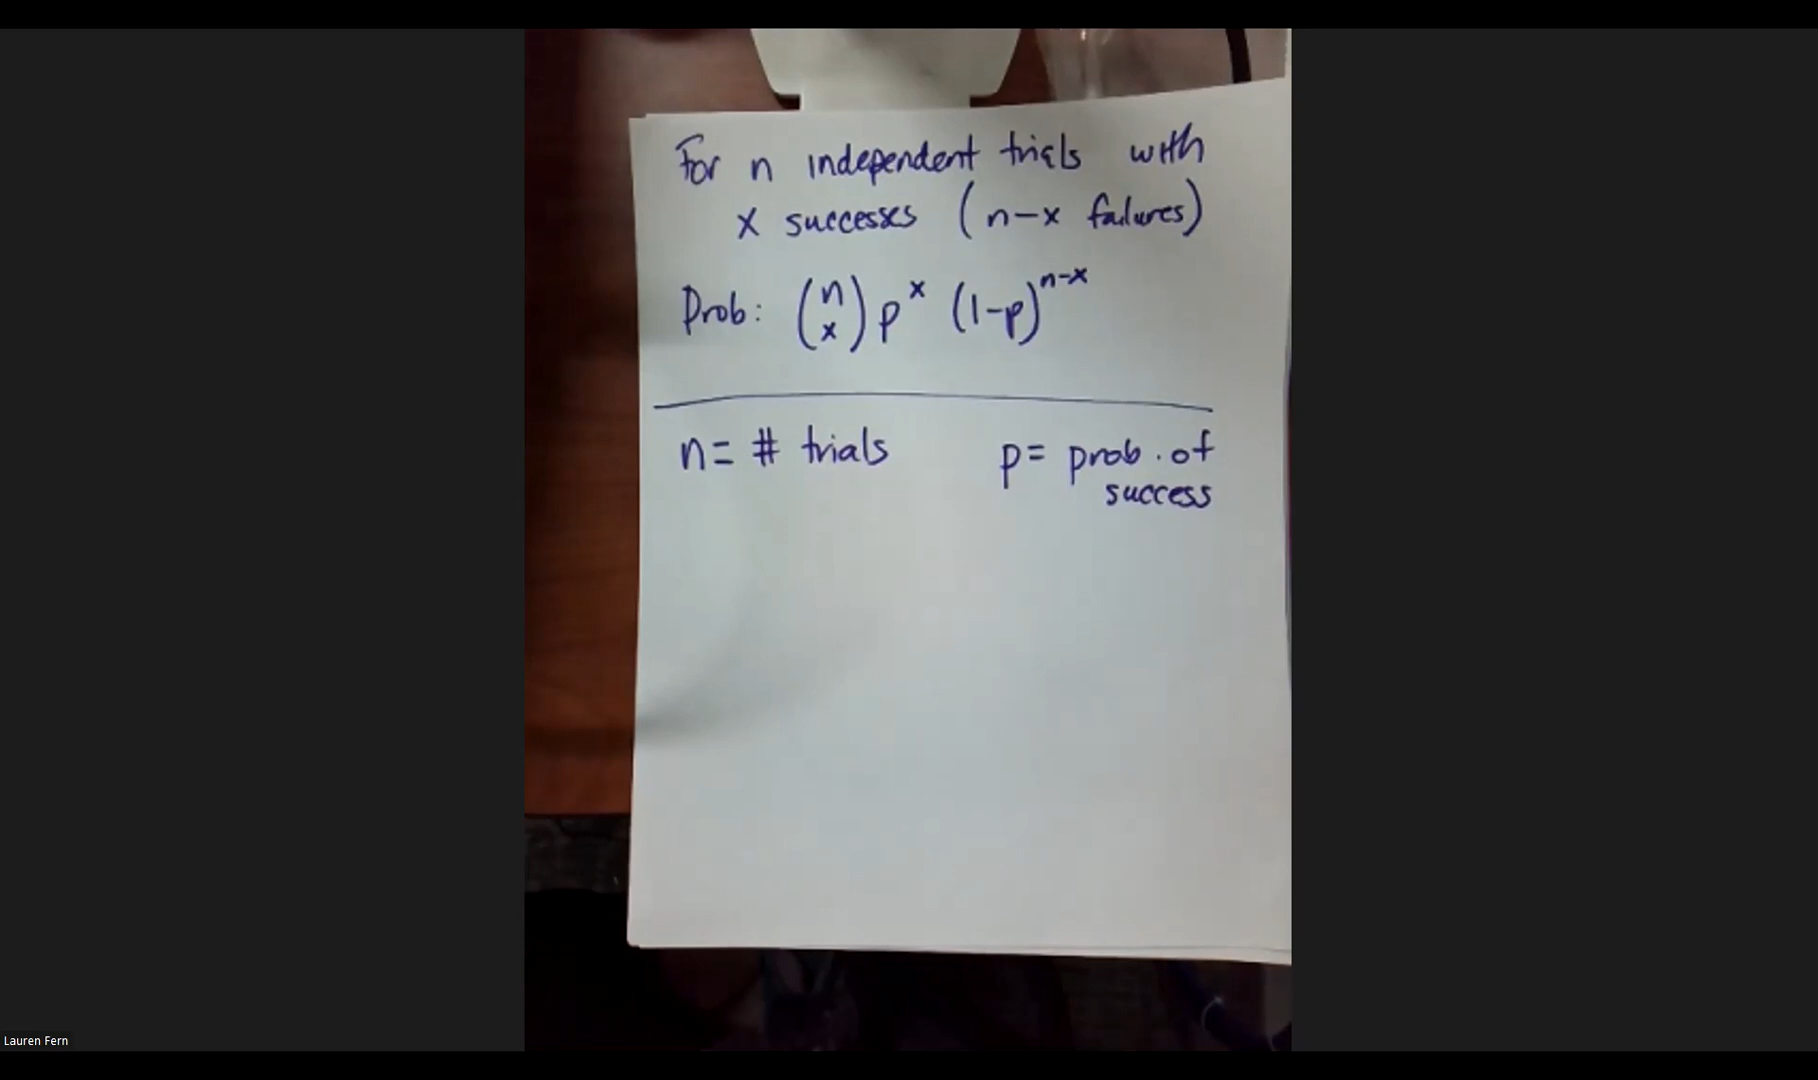 For n independent trials with
x successes (n-x failures)
Prob: (n x) p^x (1-p)^n-x
n= # trials
p= prob. of
success
Lauren Fern